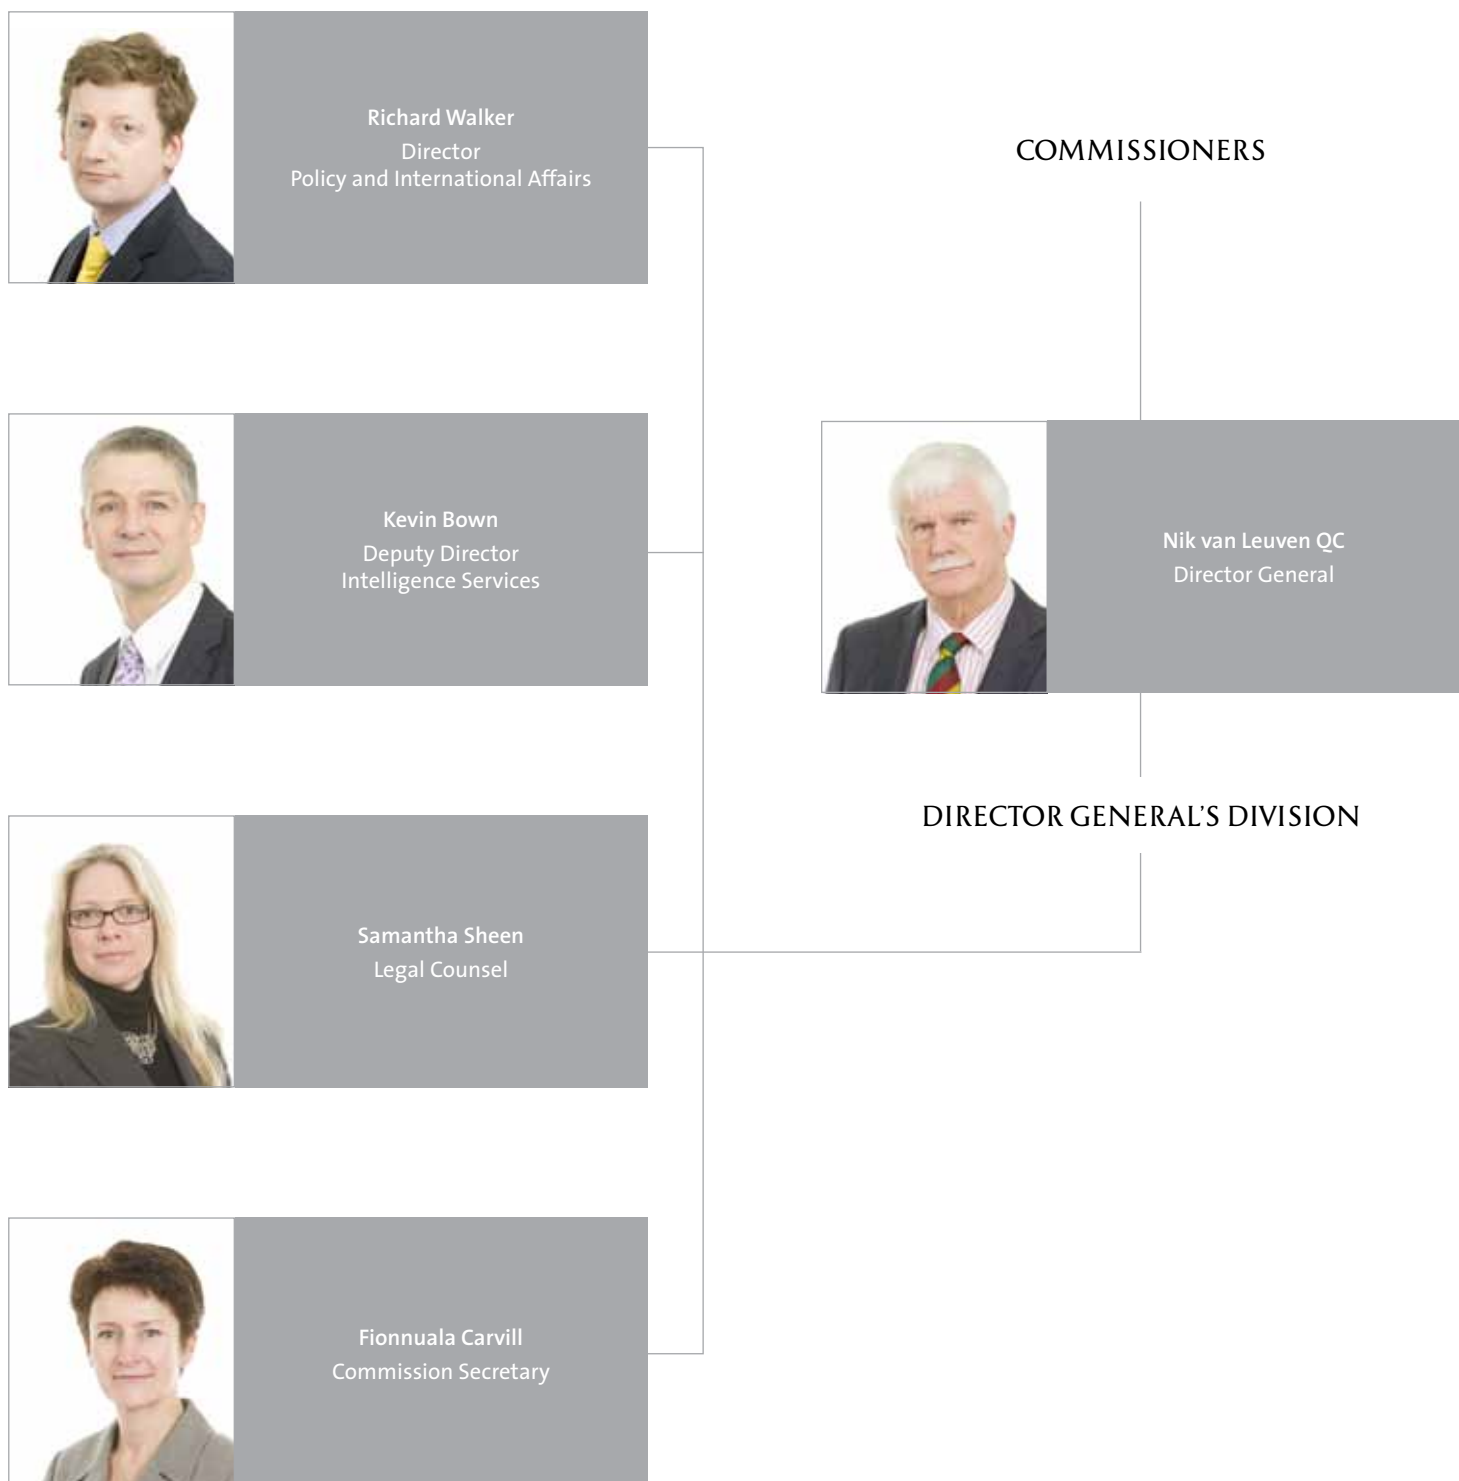 Richard Walker
Director
Policy and International Affairs
COMMISSIONERS
Kevin Bown
Deputy Director
Intelligence Services
Nik van Leuven QC
Director General
DIRECTOR GENERAL’S DIVISION
Samantha Sheen
Legal Counsel
Fionnuala Carvill
Commission Secretary